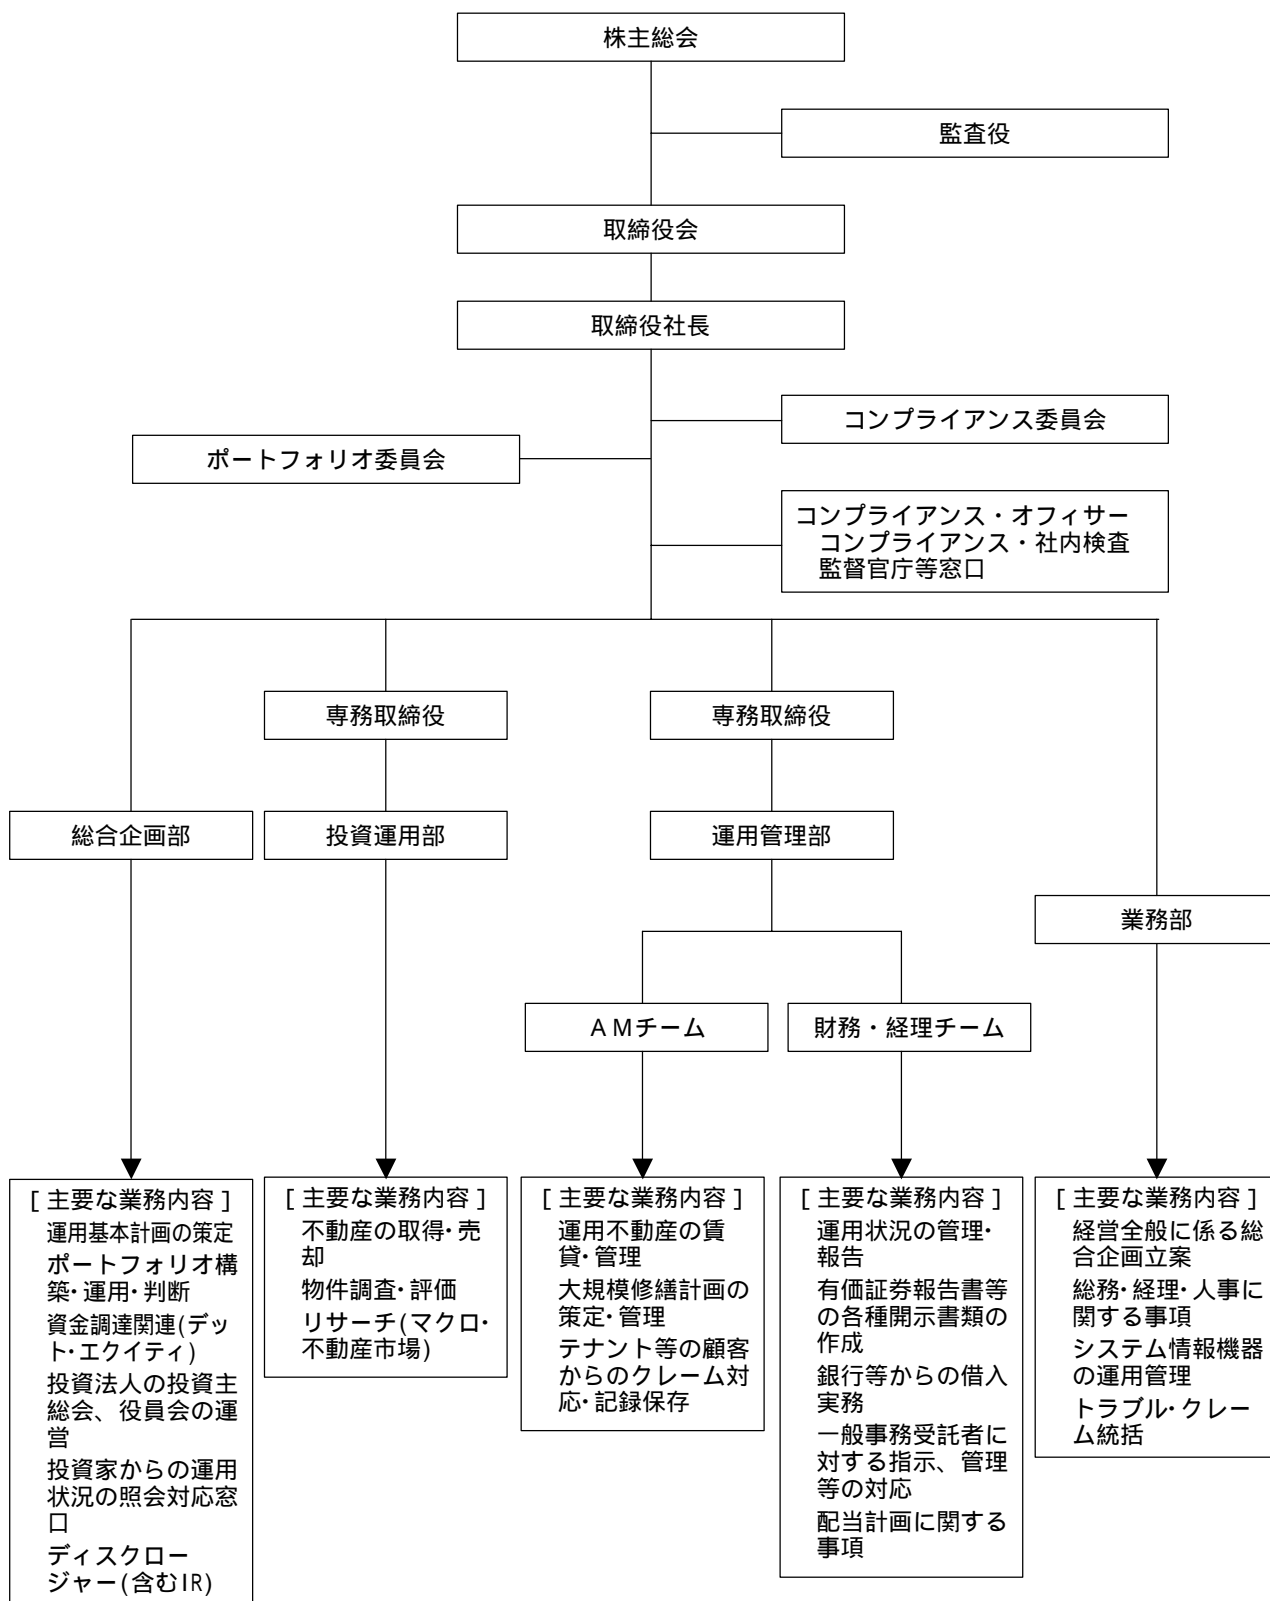 株主総会
監査役
取締役会
取締役社長
コンプライアンス委員会
ポートフォリオ委員会
コンプライアンス・オフィサー
コンプライアンス・社内検査
監督官庁等窓口
専務取締役
専務取締役
総合企画部
投資運用部
運用管理部
業務部
AMチーム
財務・経理チーム
[主要な業務内容]
運用基本計画の策定
ポートフォリオ構
築・運用・判断
資金調達関連(デッ
ト・エクイティ)
投資法人の投資主
総会、役員会の運
営
投資家からの運用
状況の照会対応窓
口
ディスクロー
ジャー(含むIR)
[主要な業務内容]
不動産の取得・売
却
物件調査・評価
リサーチ(マクロ・
不動産市場)
[主要な業務内容]
運用不動産の賃
貸・管理
大規模修繕計画の
策定・管理
テナント等の顧客
からのクレーム対
応・記録保存
[主要な業務内容]
運用状況の管理・
報告
有価証券報告書等
の各種開示書類の
作成
銀行等からの借入
実務
一般事務受託者に
対する指示、管理
等の対応
配当計画に関する
事項
[主要な業務内容]
経営全般に係る総
合企画立案
総務・経理・人事に
関する事項
システム情報機器
の運用管理
トラブル・クレー
ム統括